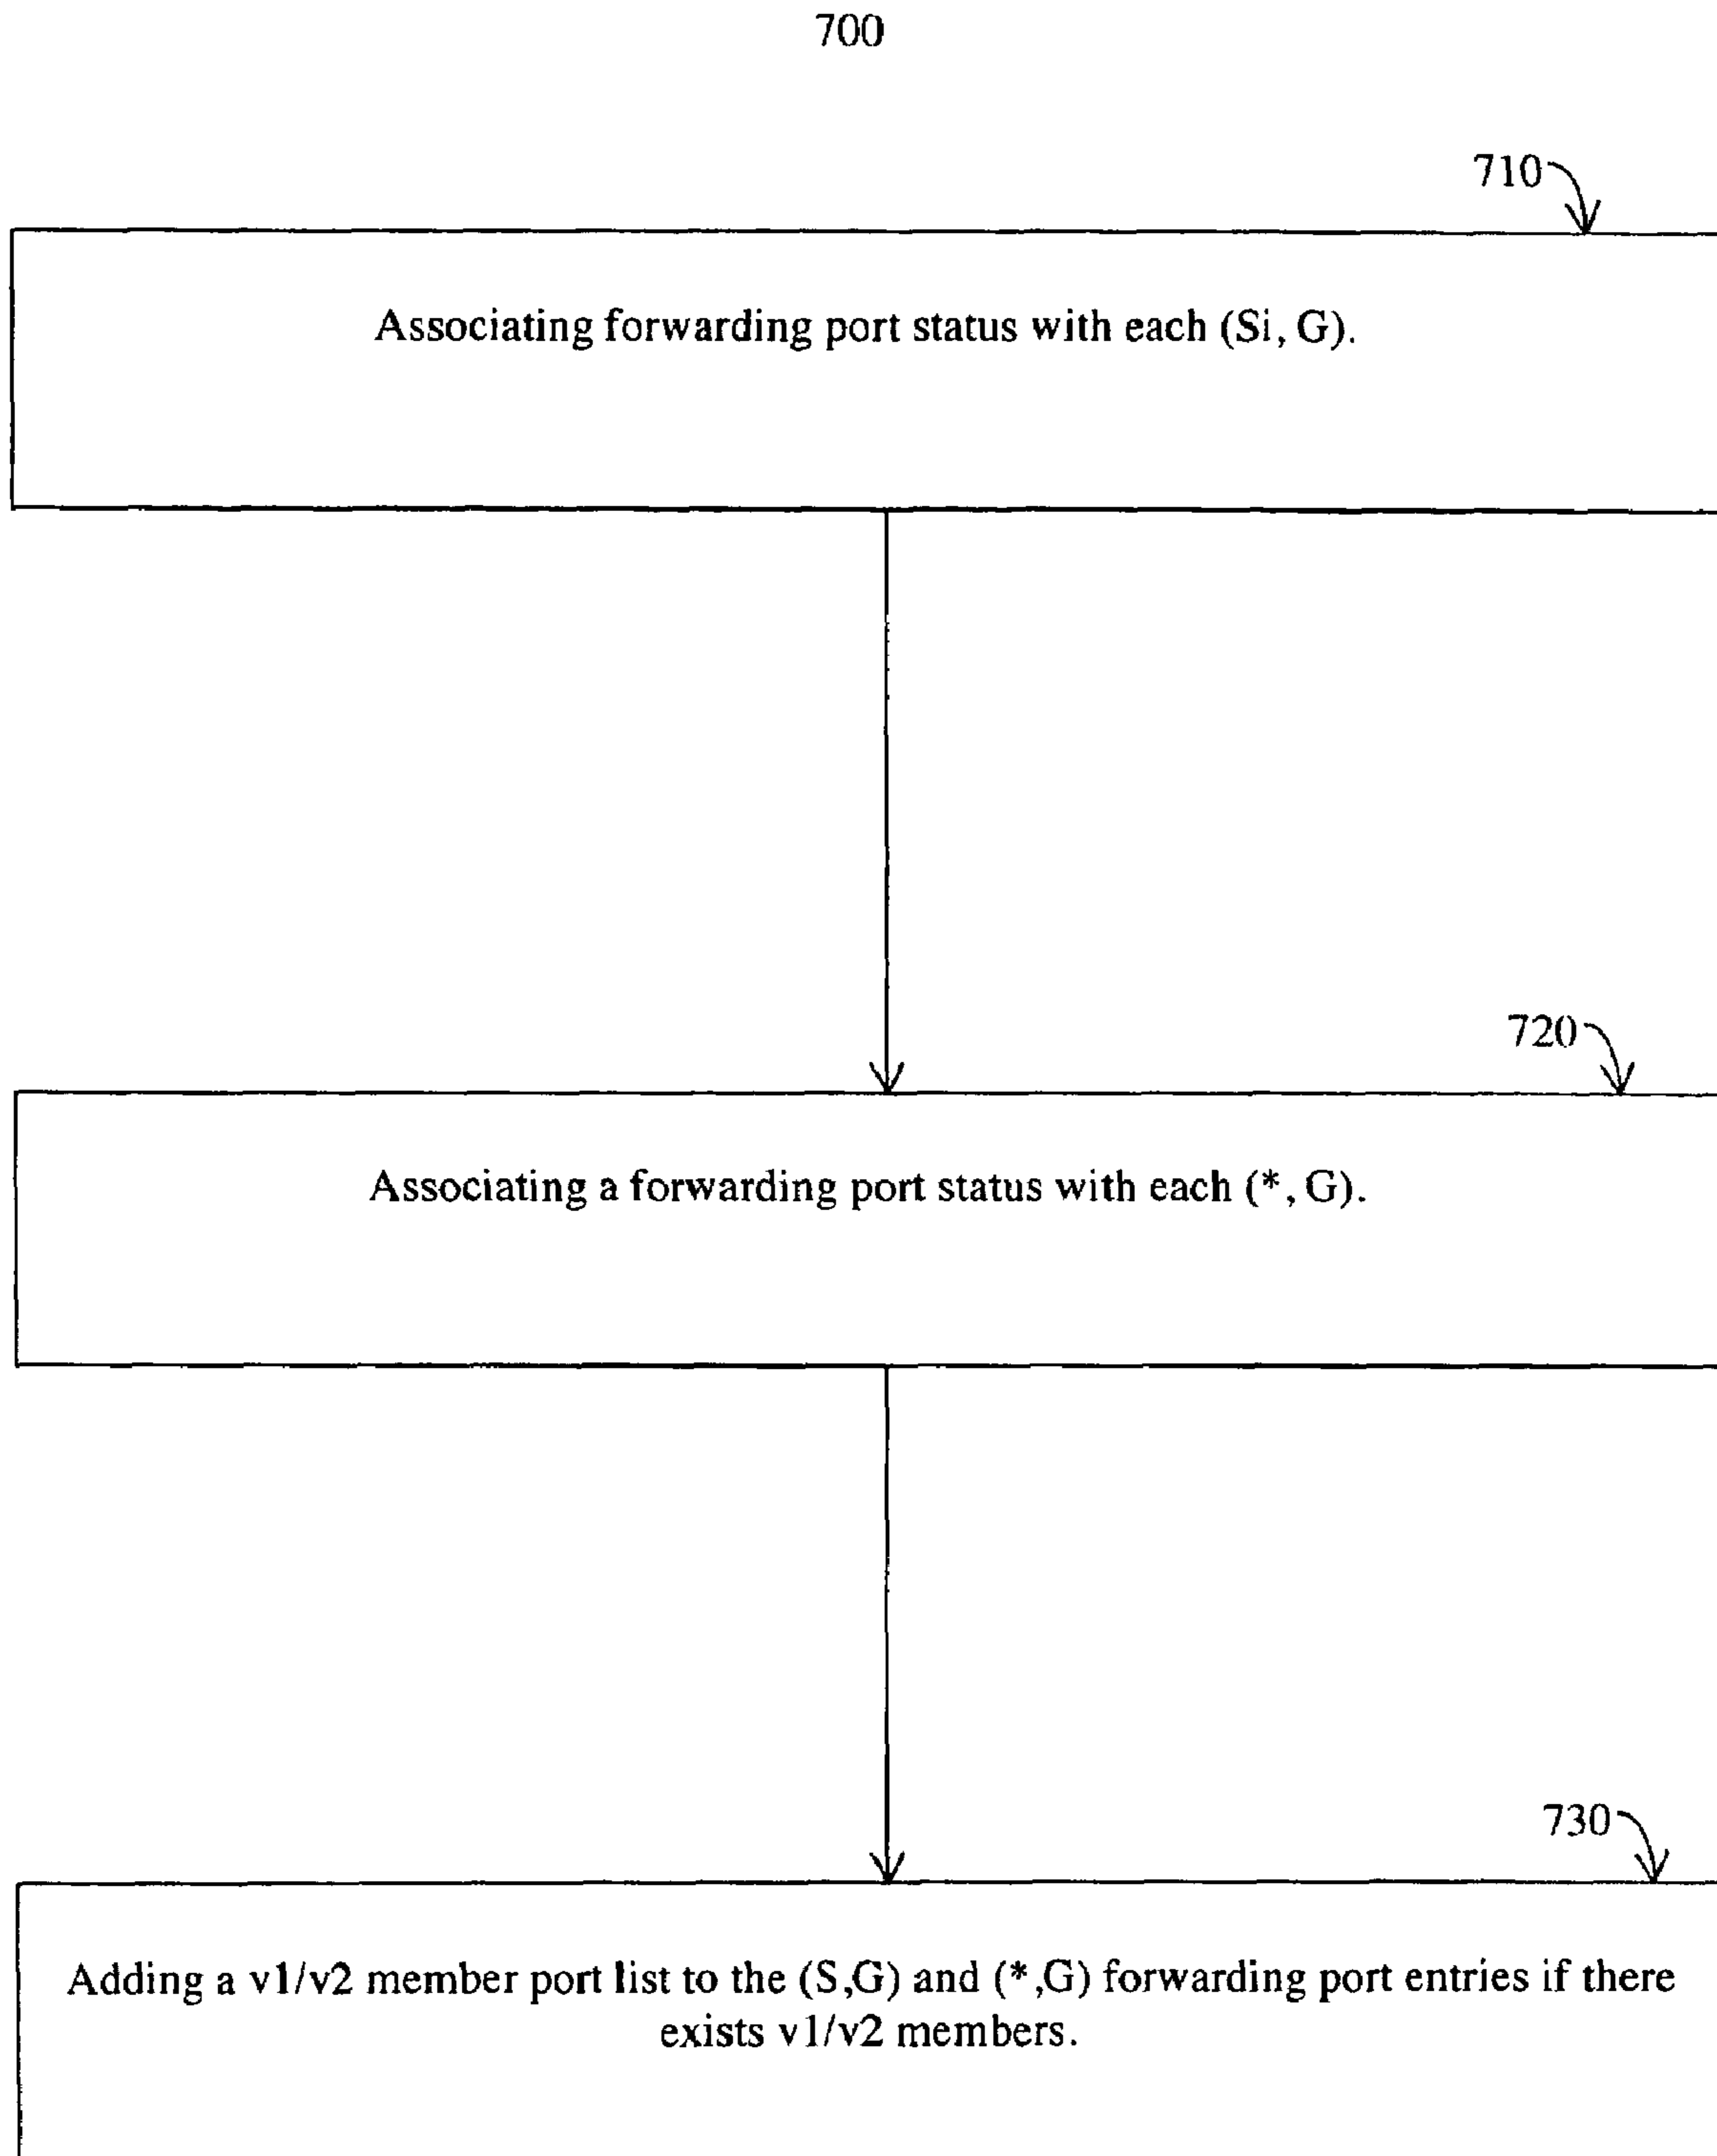 700
710
Associating forwarding port status with each (Si, G).
720
Associating a forwarding port status with each (*, G).
730
Adding a v1/v2 member port list to the (S,G) and (*,G) forwarding port entries if there
exists v1/v2 members.